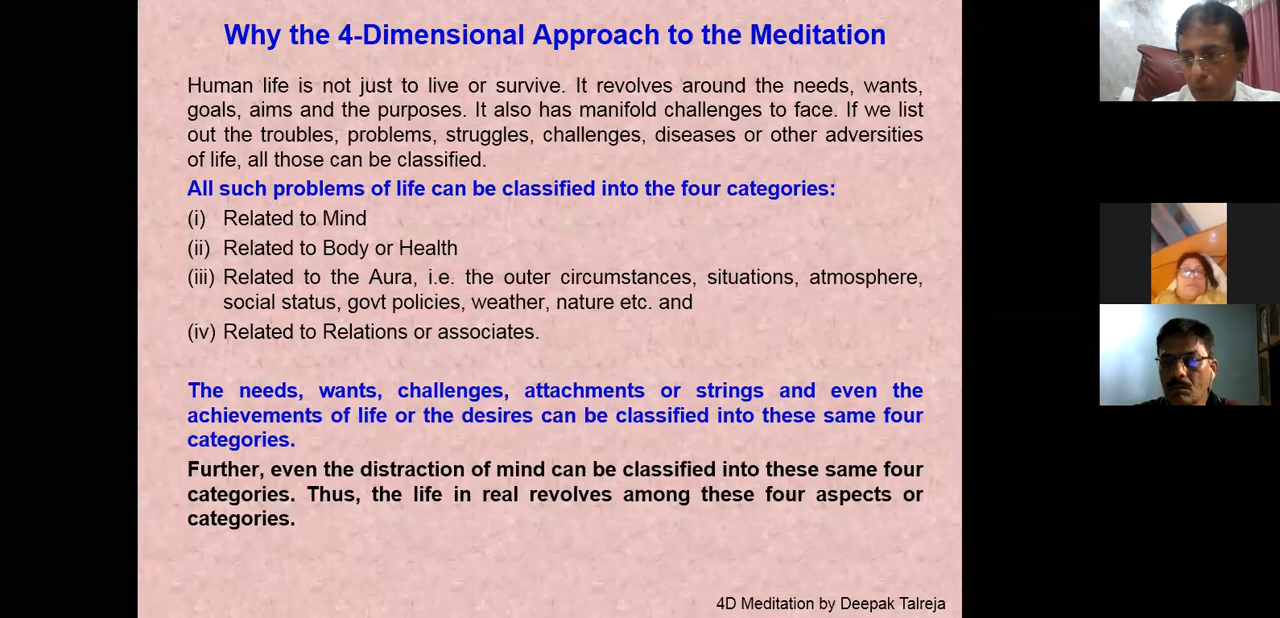 Why the 4-Dimensional Approach to the Meditation
Human life is not just to live or survive. It revolves around the needs, wants,
goals, aims and the purposes. It also has manifold challenges to face. If we list
out the troubles, problems, struggles, challenges, diseases or other adversities
of life, all those can be classified.
All such problems of life can be classified into the four categories:
(i) Related to Mind
(ii) Related to Body or Health
(iii) Related to the Aura, i.e. the outer circumstances, situations, atmosphere,
social status, govt policies, weather, nature etc. and
(iv) Related to Relations or associates.
The needs, wants, challenges, attachments or strings and even the
achievements of life or the desires can be classified into these same four
categories.
Further, even the distraction of mind can be classified into these same four
categories. Thus, the life in real revolves among these four aspects or
categories.
4D Meditation by Deepak Talreja